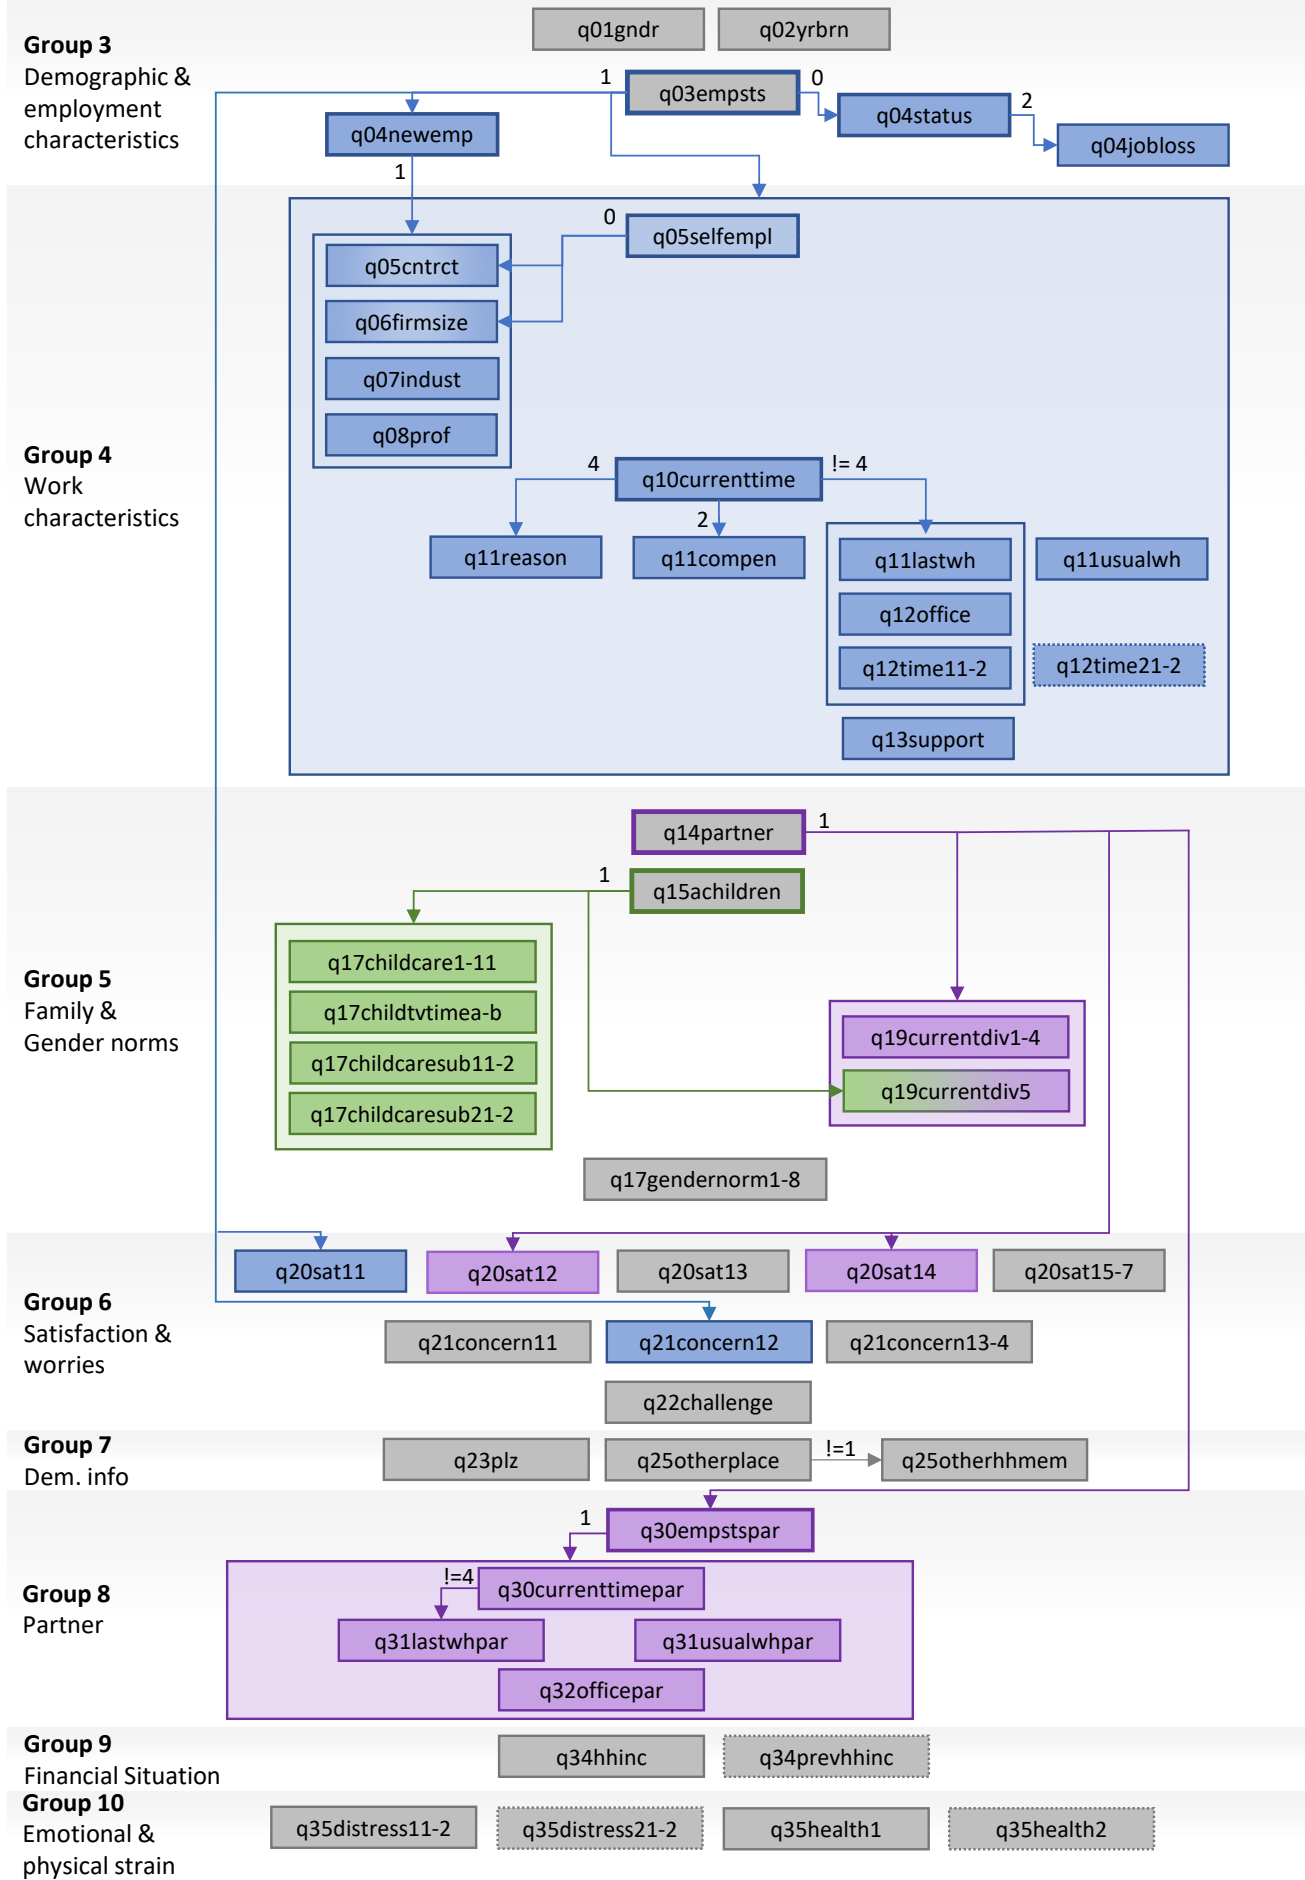 q01gndr
q02yrbrn
Group 3
Demographic &
employment
characteristics
1
q03empsts
0
q04newemp
q04status
2
q04jobloss
1
0
q05selfempl
q05cntrct
q06firmsize
q07indust
q08prof
Group 4
Work
characteristics
4
q10currenttime
!= 4
2
q11reason
q11compen
q11lastwh
q11usualwh
q12office
q12time11-2
q12time21-2
q13support
q14partner
1
1
q15achildren
Group 5
Family &
Gender norms
q17childcare1-11
q17childtvtimea-b
q17childcaresub11-2
q17childcaresub21-2
q19currentdiv1-4
q19currentdiv5
q17gendernorm1-8
Group 6
Satisfaction &
worries
q20sat11
q20sat12
q20sat13
q20sat14
q20sat15-7
q21concern11
q21concern12
q21concern13-4
q22challenge
Group 7
Dem. info
q23plz
q25otherplace
!=1
q25otherhhmem
1
q30empstspar
Group 8
Partner
!=4
q30currenttimepar
q31lastwhpar
q31usualwhpar
q32officepar
Group 9
Financial Situation
q34hhinc
q34prevhhinc
Group 10
Emotional &
physical strain
q35distress11-2
q35distress21-2
q35health1
q35health2